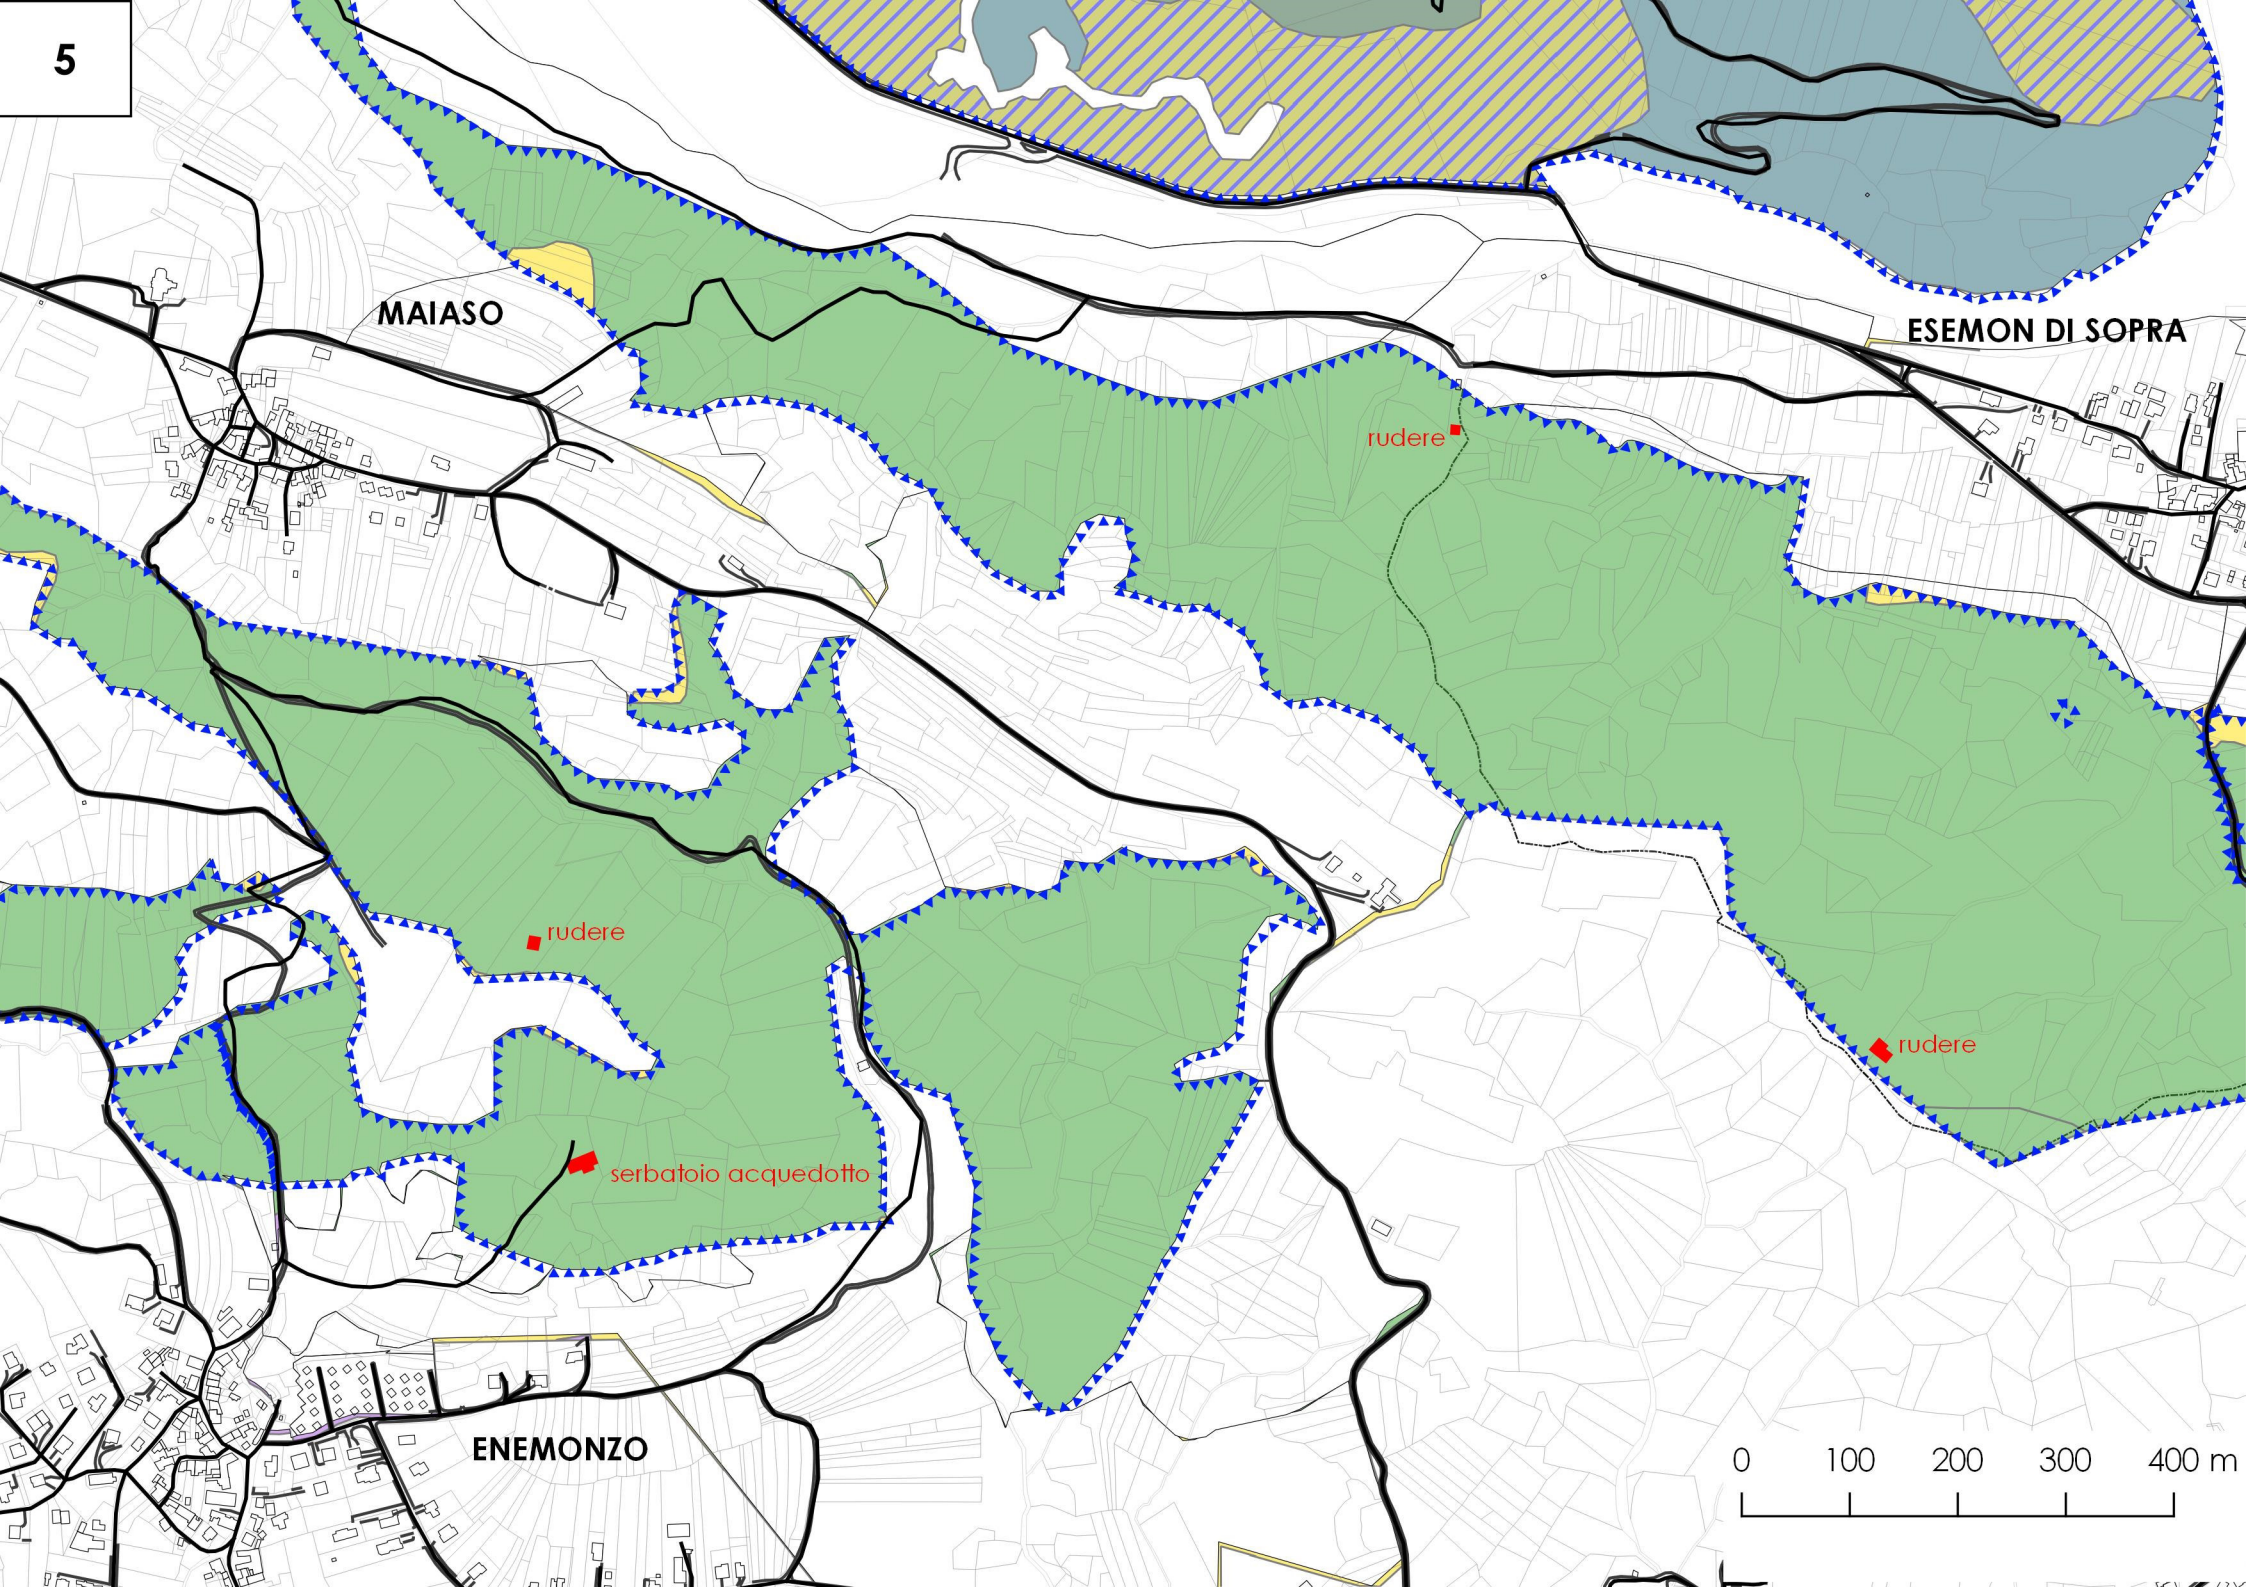 5
MAIASO
ESEMON DI SOPRA
rudere
rudere
rudere
serbatoio acquedotto
ENEMONZO
0 100 200 300 400 m